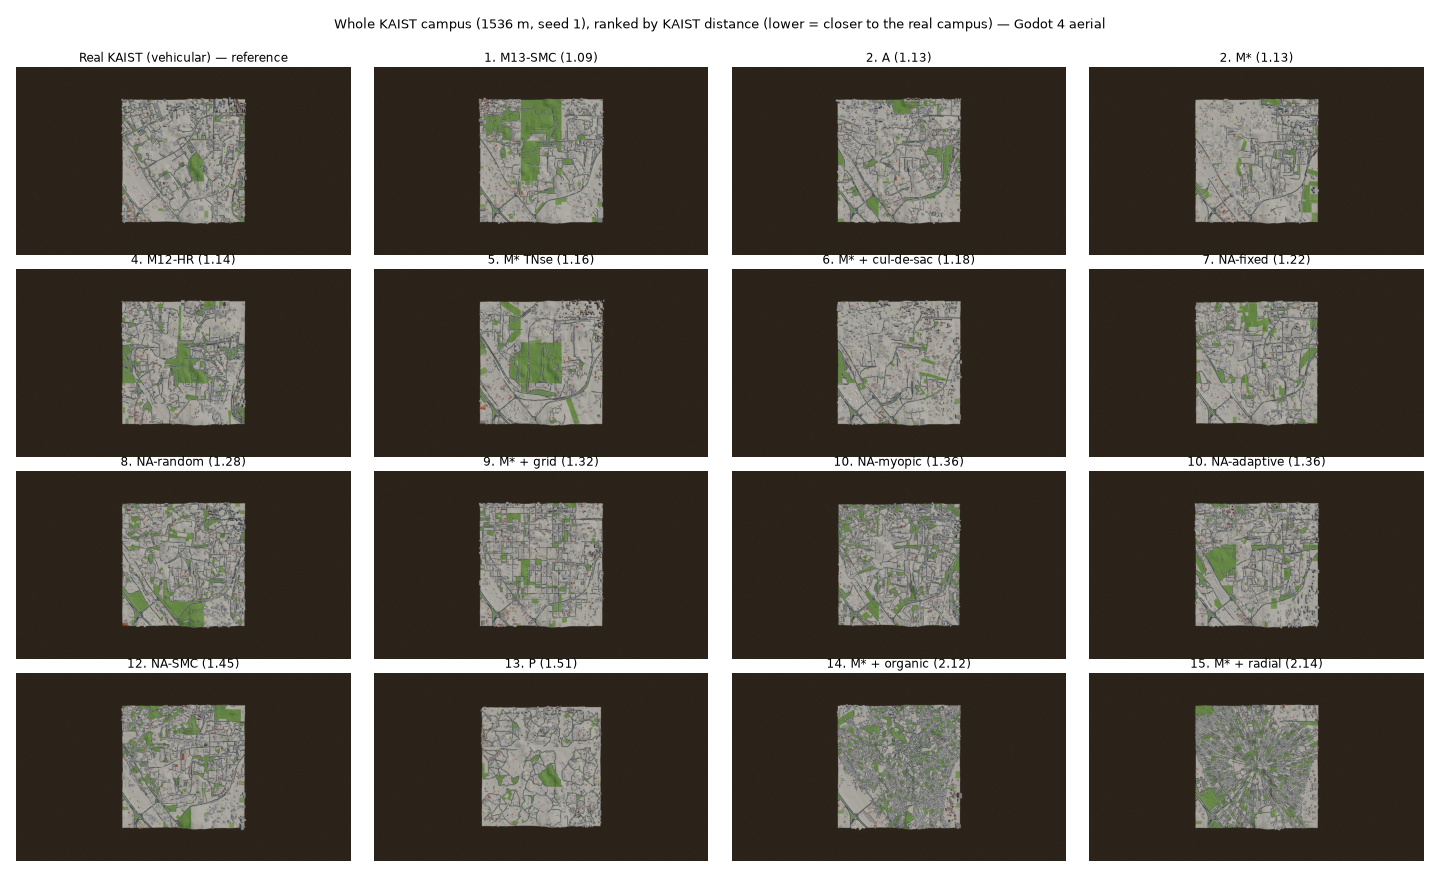 Whole KAIST campus (1536 m, seed 1), ranked by KAIST distance (lower = closer to the real campus) — Godot 4 aerial
Real KAIST (vehicular) — reference
1. M13-SMC (1.09)
2. A (1.13)
2. M* (1.13)
4. M12-HR (1.14)
5. M* TNse (1.16)
6. M* + cul-de-sac (1.18)
7. NA-fixed (1.22)
8. NA-random (1.28)
9. M* + grid (1.32)
10. NA-myopic (1.36)
10. NA-adaptive (1.36)
12. NA-SMC (1.45)
13. P (1.51)
14. M* + organic (2.12)
15. M* + radial (2.14)